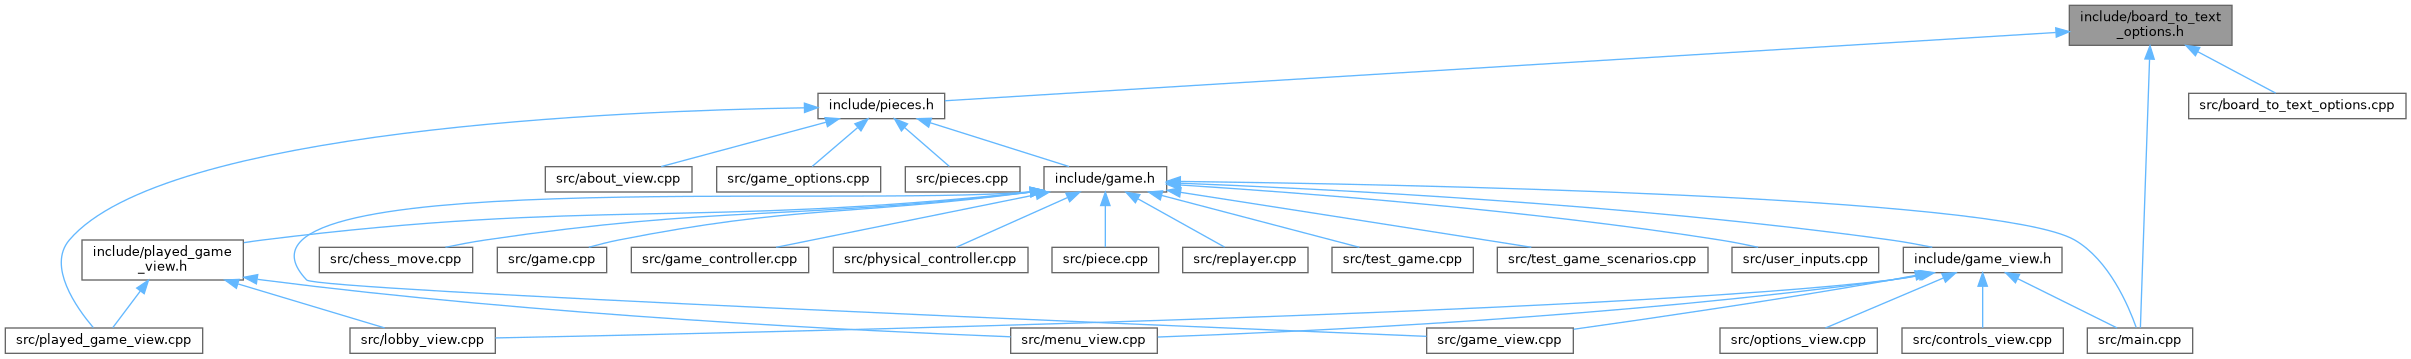 include/board_to_text
_options.h
include/pieces.h
src/board_to_text_options.cpp
src/about_view.cpp
src/game_options.cpp
src/pieces.cpp
include/game.h
include/played_game
_view.h
src/chess_move.cpp
src/game.cpp
src/game_controller.cpp
src/physical_controller.cpp
src/piece.cpp
src/replayer.cpp
src/test_game.cpp
src/test_game_scenarios.cpp
src/user_inputs.cpp
include/game_view.h
src/played_game_view.cpp
src/lobby_view.cpp
src/menu_view.cpp
src/game_view.cpp
src/options_view.cpp
src/controls_view.cpp
src/main.cpp